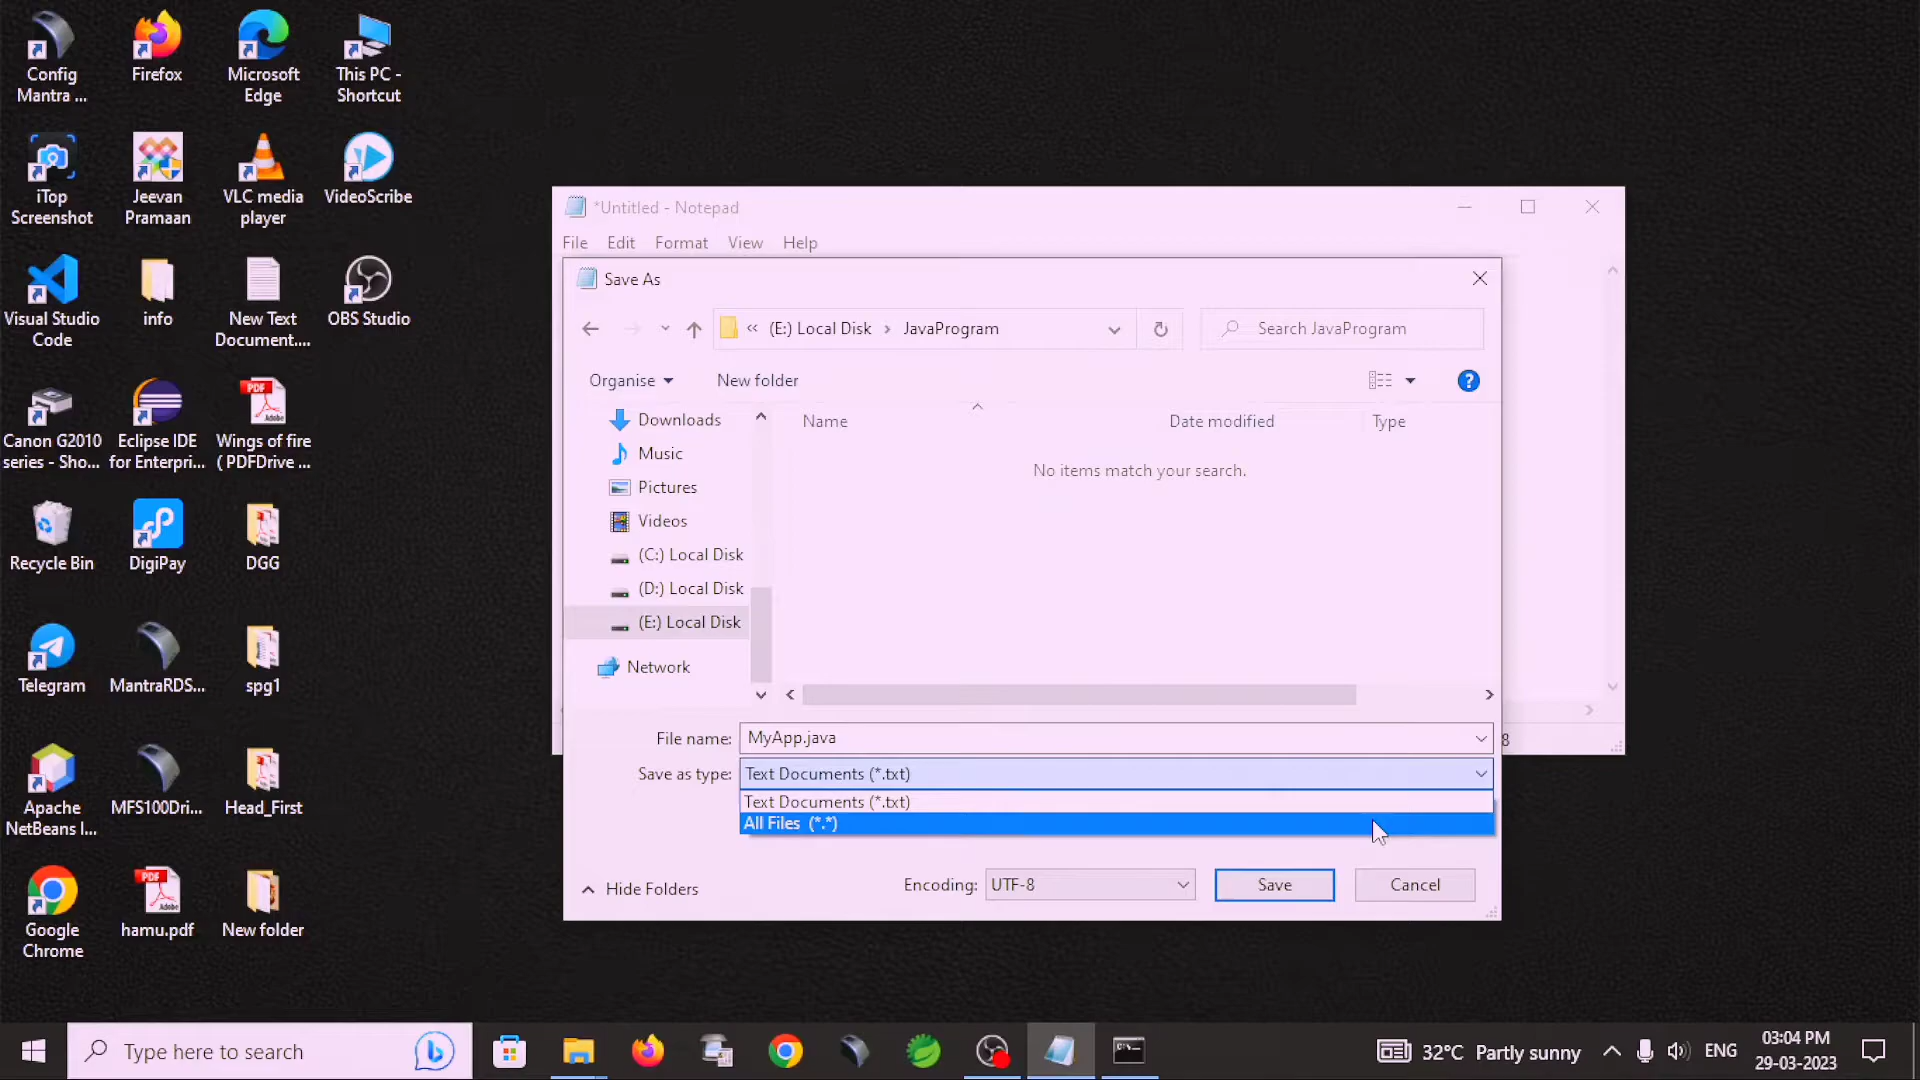 Config
Mantra ...
Firefox
Microsoft
Edge
This PC -
Shortcut
iTop
Screenshot
Jeevan
Pramaan
VLC media
player
VideoScribe
Visual Studio
Code
info
New Text
Document....
OBS Studio
Canon G2010
series - Sho...
Eclipse IDE
for Enterpri...
PDF
Adobe
Wings of fire
( PDFDrive ...
Recycle Bin
DigiPay
DGG
Telegram
MantraRDS...
spg1
Apache
NetBeans I...
MFS100Dri...
Head_First
Google
Chrome
PDF
Adobe
hamu.pdf
New folder
*Untitled - Notepad
File Edit Format View Help
Save As
« (E:) Local Disk › JavaProgram
Search JavaProgram
Organise
New folder
?
Downloads
Music
Pictures
Videos
(C:) Local Disk
(D:) Local Disk
(E:) Local Disk
Network
Name Date modified Type
No items match your search.
File name: MyApp.java
8
Save as type: Text Documents (*.txt)
Text Documents (*.txt)
All Files (*.*)
Hide Folders
Encoding: UTF-8
Save
Cancel
Type here to search
32°C Partly sunny
ENG
03:04 PM
29-03-2023